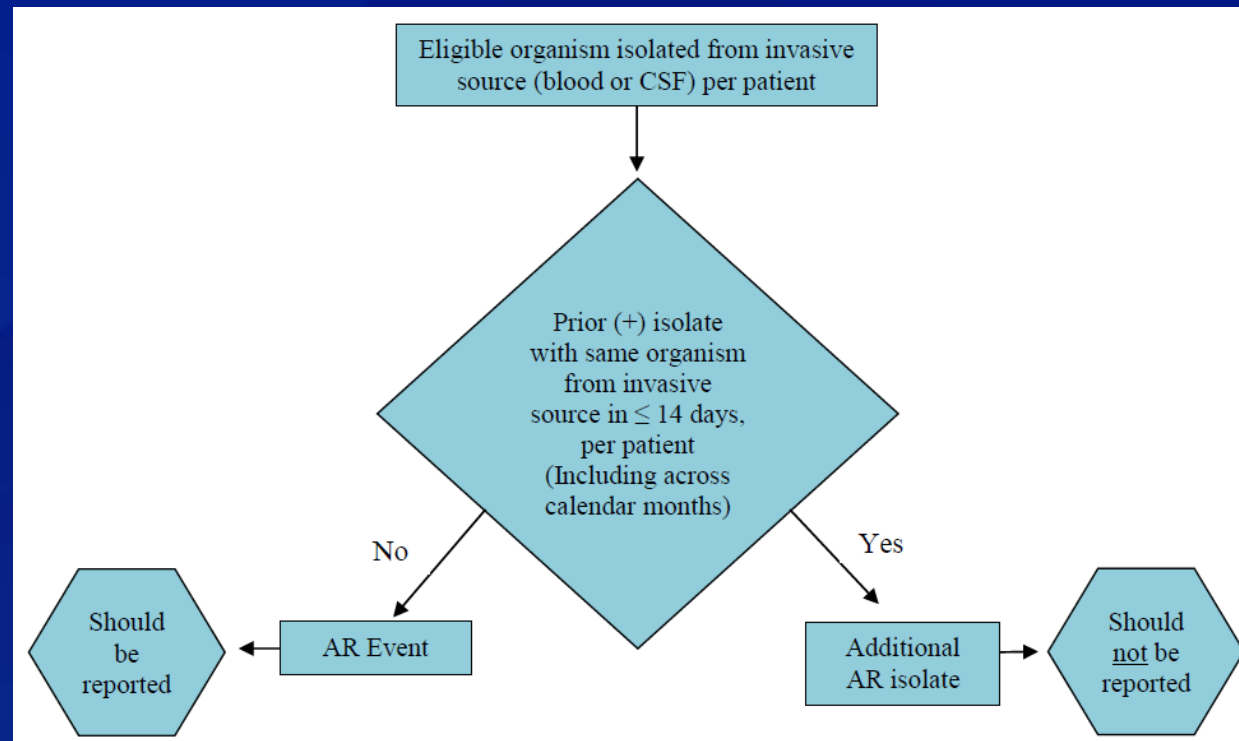 Eligible organism isolated from invasive
source (blood or CSF) per patient
Prior (+) isolate
with same organism
from invasive
source in ≤ 14 days,
per patient
(Including across
calendar months)
No
Yes
Should
be
reported
AR Event
Additional
AR isolate
Should
not be
reported